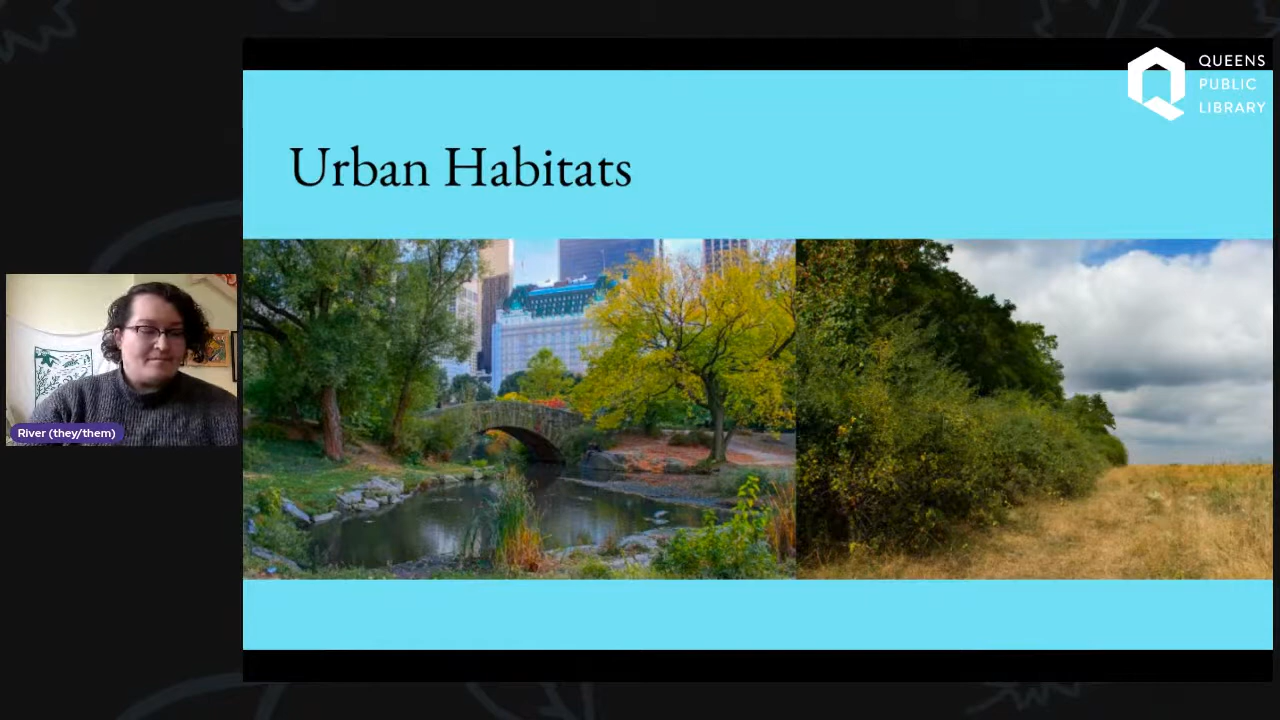 QUEENS
PUBLIC
LIBRARY
Urban Habitats
River (they/them)